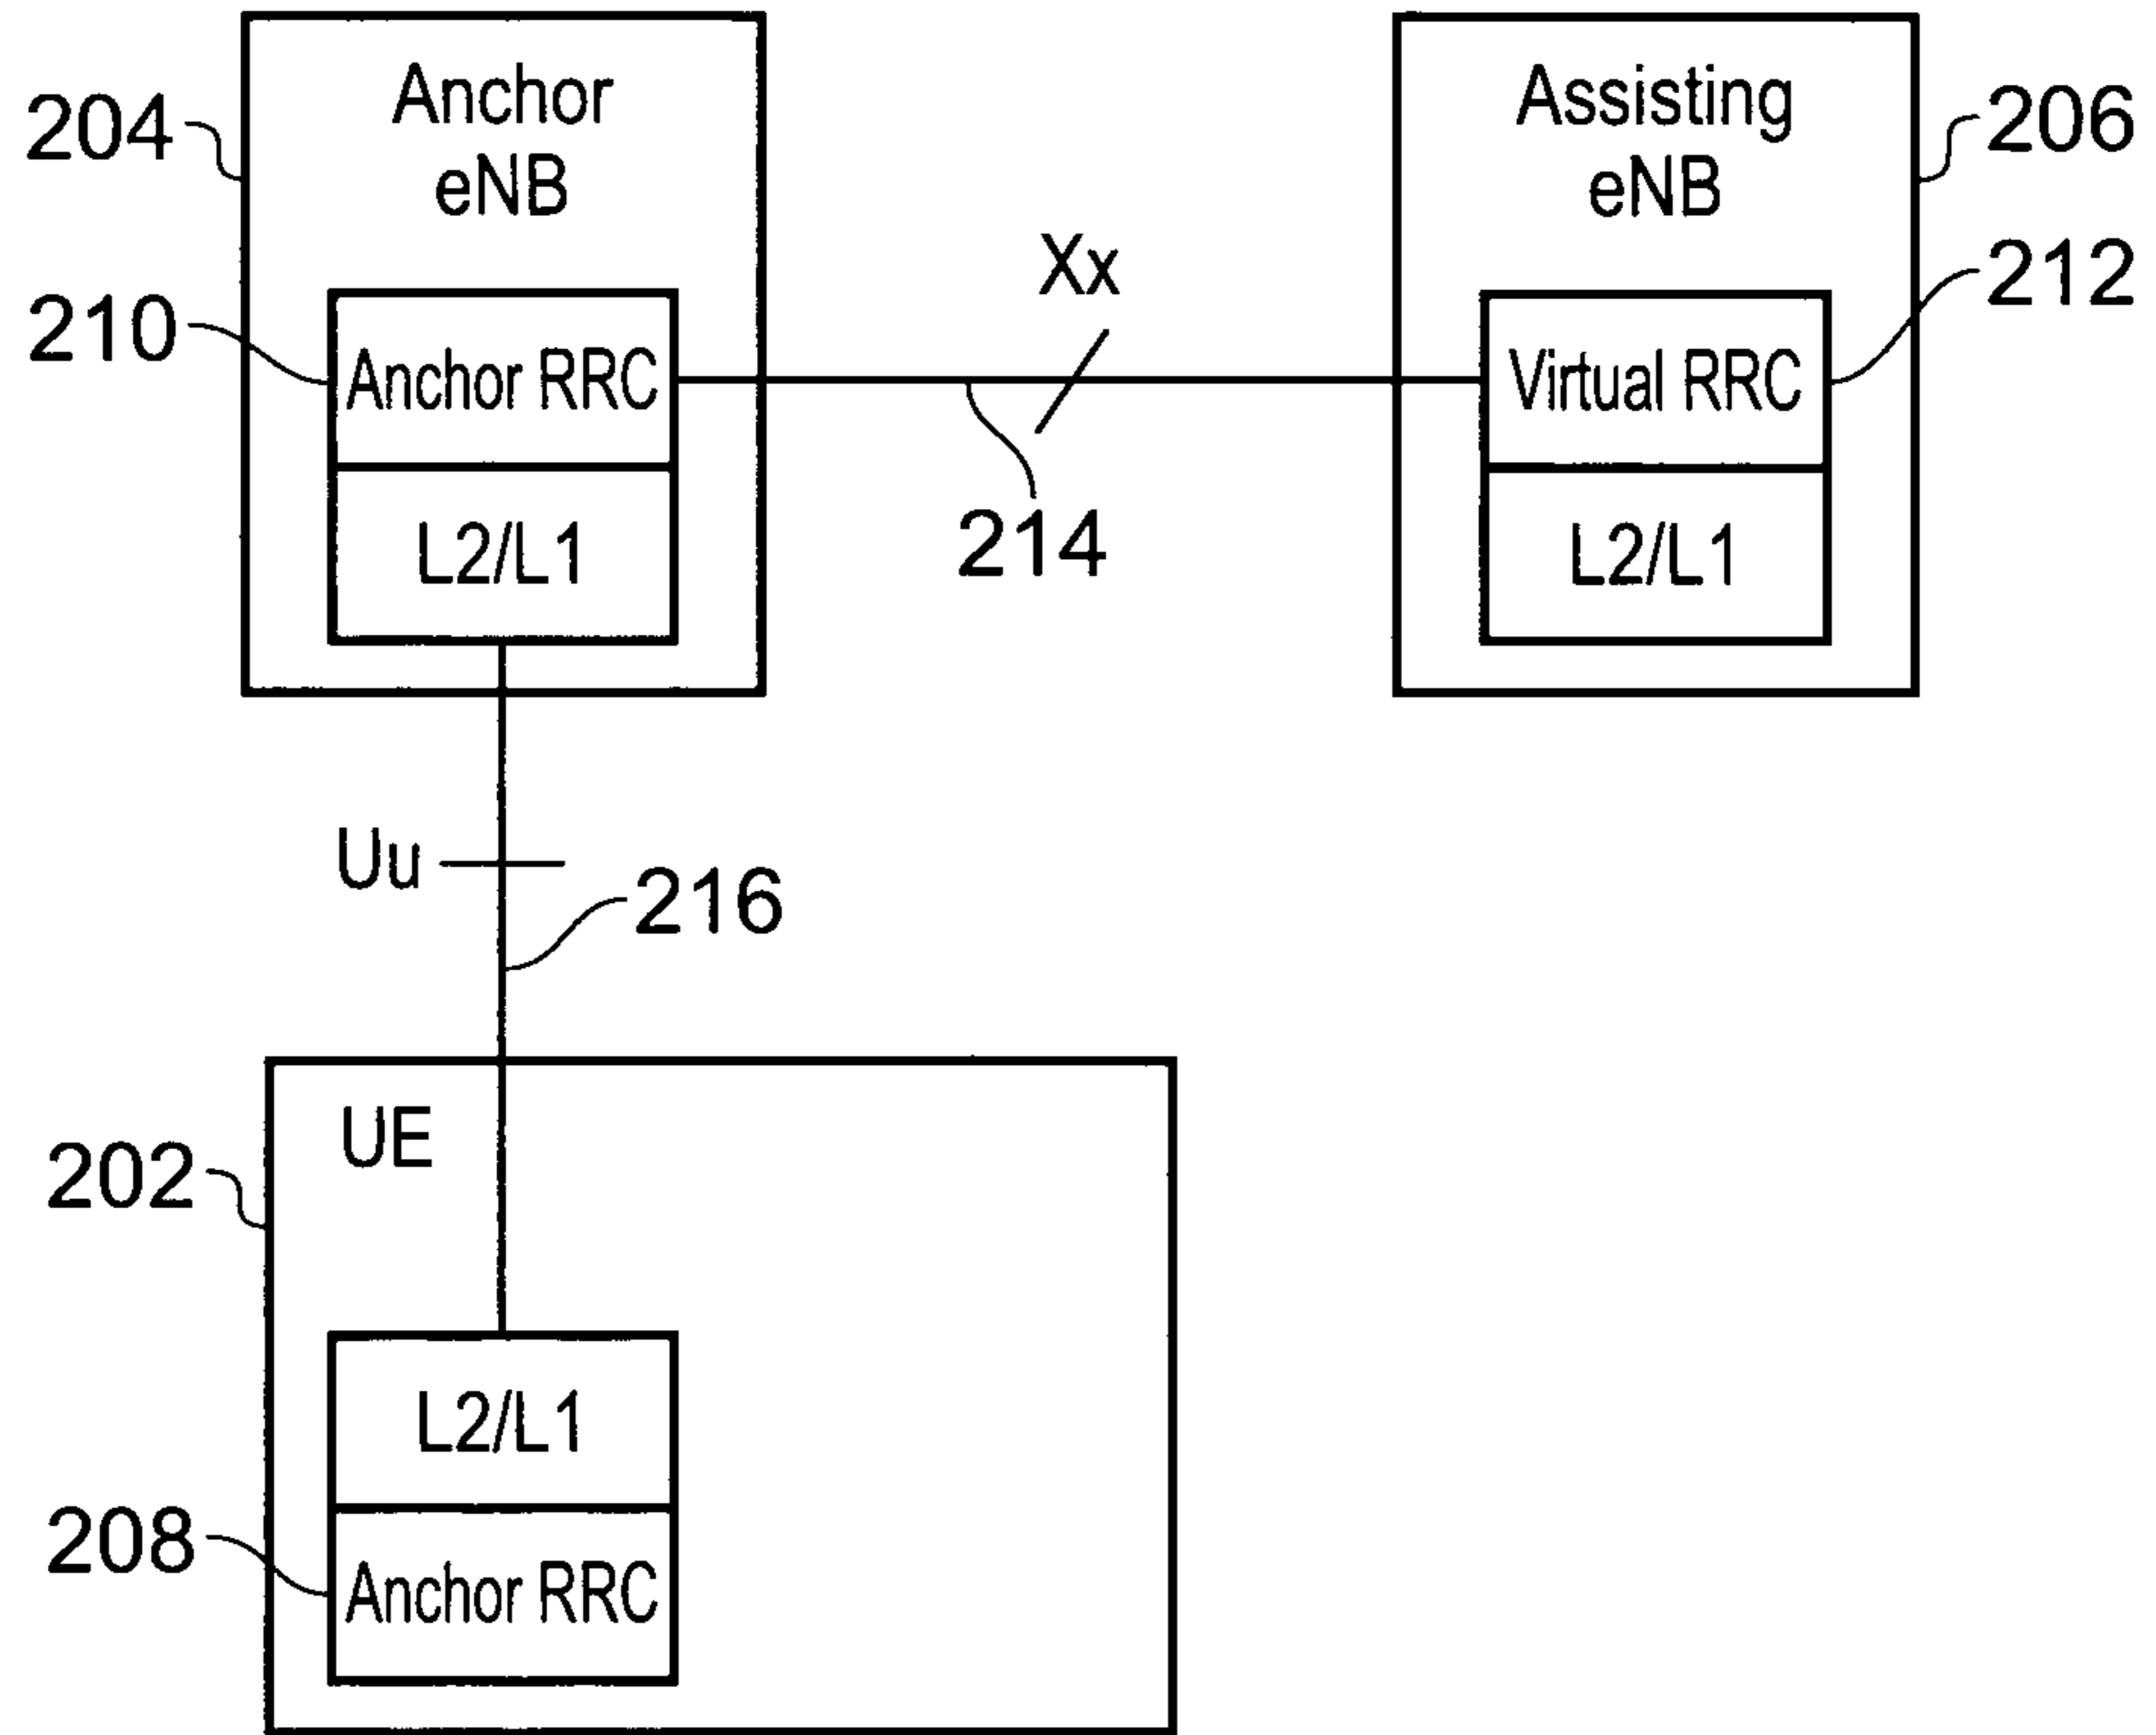 Anchor
eNB
204
210
Anchor RRC
L2/L1
Xx
214
Assisting
eNB
206
212
Virtual RRC
L2/L1
Uu
216
UE
202
L2/L1
208
Anchor RRC